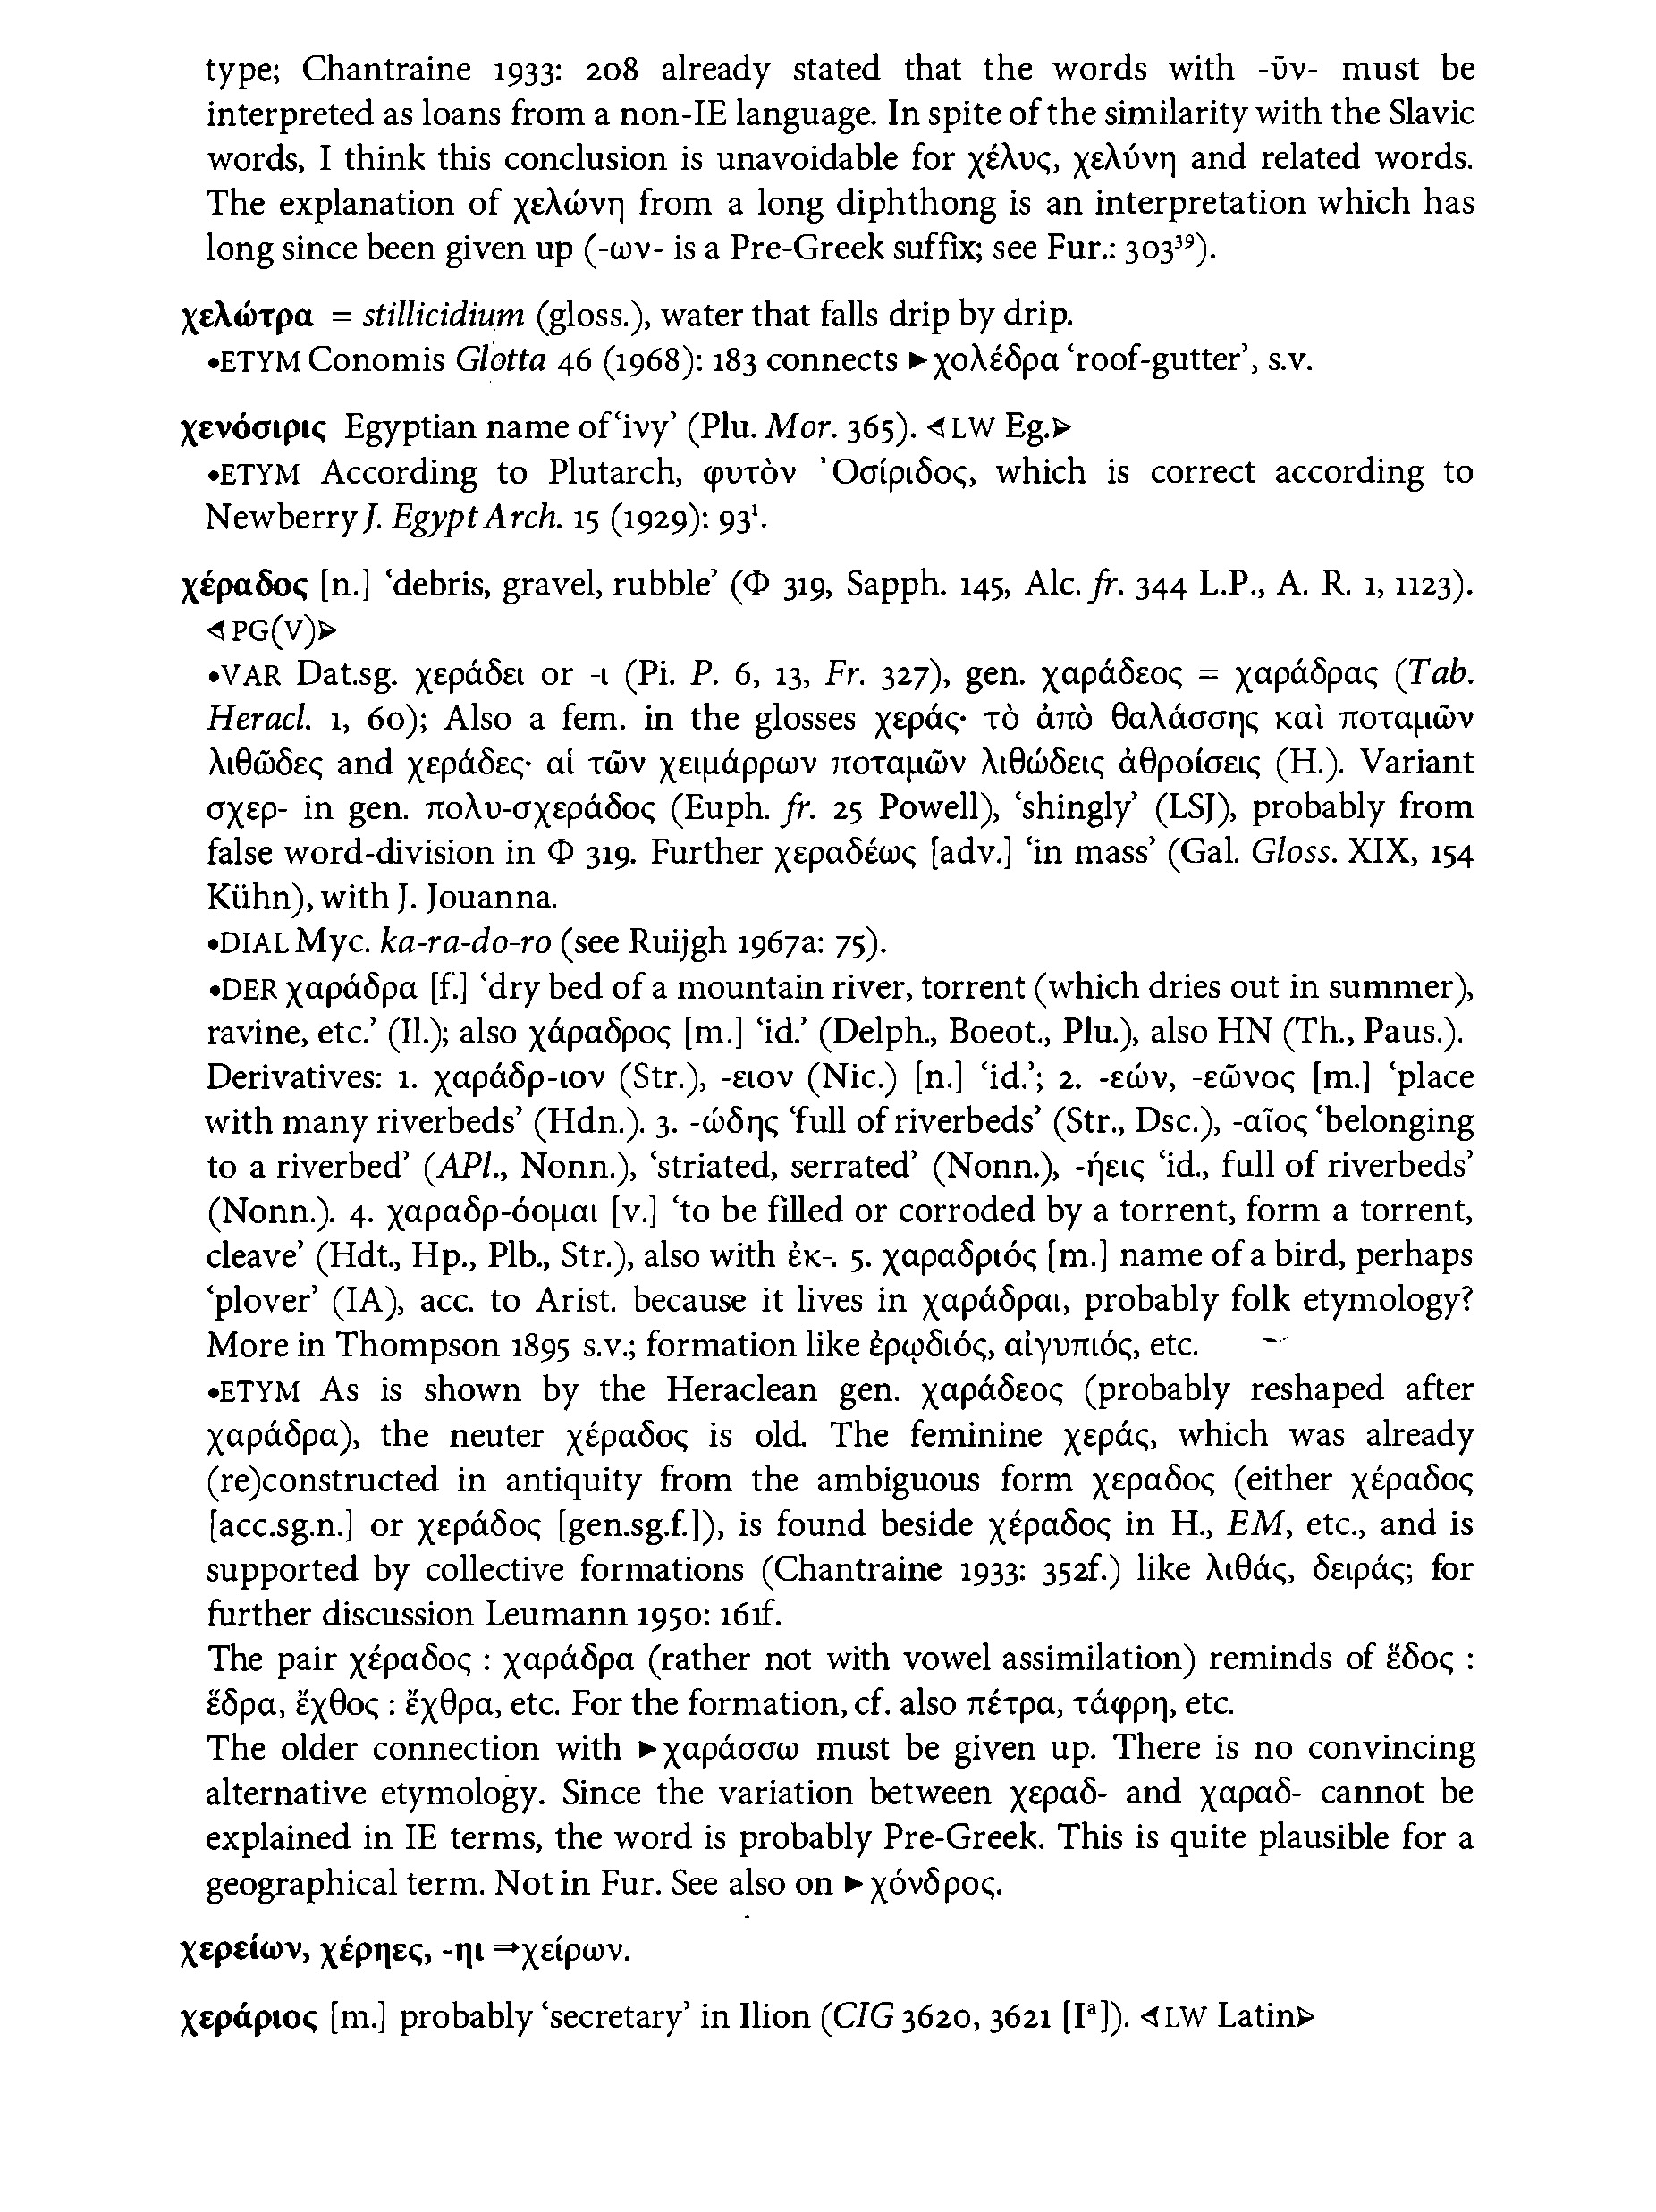 type; Chantraine 1933: 208 already stated that the words with -ῡν- must be
interpreted as loans from a non-IE language. In spite of the similarity with the Slavic
words, I think this conclusion is unavoidable for χέλυς, χελύνη and related words.
The explanation of χελώνη from a long diphthong is an interpretation which has
long since been given up (-ων- is a Pre-Greek suffix; see Fur.: 303³⁹).
χελώτρα = stillicidium (gloss.), water that falls drip by drip.
•ETYM Conomis Glotta 46 (1968): 183 connects ►χολέδρα ‘roof-gutter’, s.v.
χενόσιρις Egyptian name of ‘ivy’ (Plu. Mor. 365). ⊲LW Eg.⊳
•ETYM According to Plutarch, φυτὸν Ὀσίριδος, which is correct according to
Newberry J. Egypt Arch. 15 (1929): 93¹.
χέραδος [n.] ‘debris, gravel, rubble’ (Φ 319, Sapph. 145, Alc. fr. 344 L.P., A. R. 1, 1123).
⊲PG(V)⊳
•VAR Dat.sg. χεράδει or -ι (Pi. P. 6, 13, Fr. 327), gen. χαράδεος = χαράδρας (Tab.
Heracl. 1, 60); Also a fem. in the glosses χεράς· τὸ ἀπὸ θαλάσσης καὶ ποταμῶν
λιθῶδες and χεράδες· αἱ τῶν χειμάρρων ποταμῶν λιθώδεις ἀθροίσεις (H.). Variant
σχερ- in gen. πολυ-σχεράδος (Euph. fr. 25 Powell), ‘shingly’ (LSJ), probably from
false word-division in Φ 319. Further χεραδέως [adv.] ‘in mass’ (Gal. Gloss. XIX, 154
Kühn), with J. Jouanna.
•DIAL Myc. ka-ra-do-ro (see Ruijgh 1967a: 75).
•DER χαράδρα [f.] ‘dry bed of a mountain river, torrent (which dries out in summer),
ravine, etc.’ (Il.); also χάραδρος [m.] ‘id.’ (Delph., Boeot., Plu.), also HN (Th., Paus.).
Derivatives: 1. χαράδρ-ιον (Str.), -ειον (Nic.) [n.] ‘id.’; 2. -εών, -εῶνος [m.] ‘place
with many riverbeds’ (Hdn.). 3. -ώδης ‘full of riverbeds’ (Str., Dsc.), -αῖος ‘belonging
to a riverbed’ (APl., Nonn.), ‘striated, serrated’ (Nonn.), -ήεις ‘id., full of riverbeds’
(Nonn.). 4. χαραδρ-όομαι [v.] ‘to be filled or corroded by a torrent, form a torrent,
cleave’ (Hdt., Hp., Plb., Str.), also with ἐκ-. 5. χαραδριός [m.] name of a bird, perhaps
‘plover’ (IA), acc. to Arist. because it lives in χαράδραι, probably folk etymology?
More in Thompson 1895 s.v.; formation like ἐρῳδιός, αἰγυπιός, etc.
•ETYM As is shown by the Heraclean gen. χαράδεος (probably reshaped after
χαράδρα), the neuter χέραδος is old. The feminine χεράς, which was already
(re)constructed in antiquity from the ambiguous form χεραδος (either χέραδος
[acc.sg.n.] or χεράδος [gen.sg.f.]), is found beside χέραδος in H., EM, etc., and is
supported by collective formations (Chantraine 1933: 352f.) like λιθάς, δειράς; for
further discussion Leumann 1950: 161f.
The pair χέραδος : χαράδρα (rather not with vowel assimilation) reminds of ἕδος :
ἕδρα, ἔχθος : ἔχθρα, etc. For the formation, cf. also πέτρα, τάφρη, etc.
The older connection with ►χαράσσω must be given up. There is no convincing
alternative etymology. Since the variation between χεραδ- and χαραδ- cannot be
explained in IE terms, the word is probably Pre-Greek. This is quite plausible for a
geographical term. Not in Fur. See also on ►χόνδρος.
χερείων, χέρηες, -ηι ⇒χείρων.
χεράριος [m.] probably ‘secretary’ in Ilion (CIG 3620, 3621 [Iᵃ]). ⊲LW Latin⊳